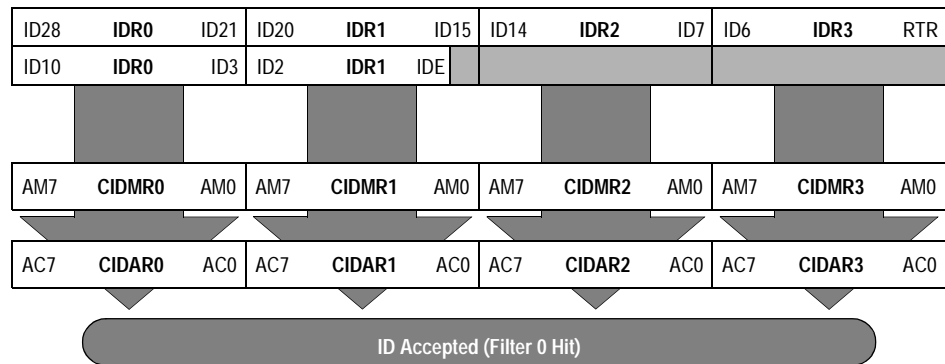 ID28 IDR0 ID21 ID20 IDR1 ID15 ID14 IDR2 ID7 ID6 IDR3 RTR
ID10 IDR0 ID3 ID2 IDR1 IDE
AM7 CIDMR0 AM0 AM7 CIDMR1 AM0 AM7 CIDMR2 AM0 AM7 CIDMR3 AM0
AC7 CIDAR0 AC0 AC7 CIDAR1 AC0 AC7 CIDAR2 AC0 AC7 CIDAR3 AC0
ID Accepted (Filter 0 Hit)